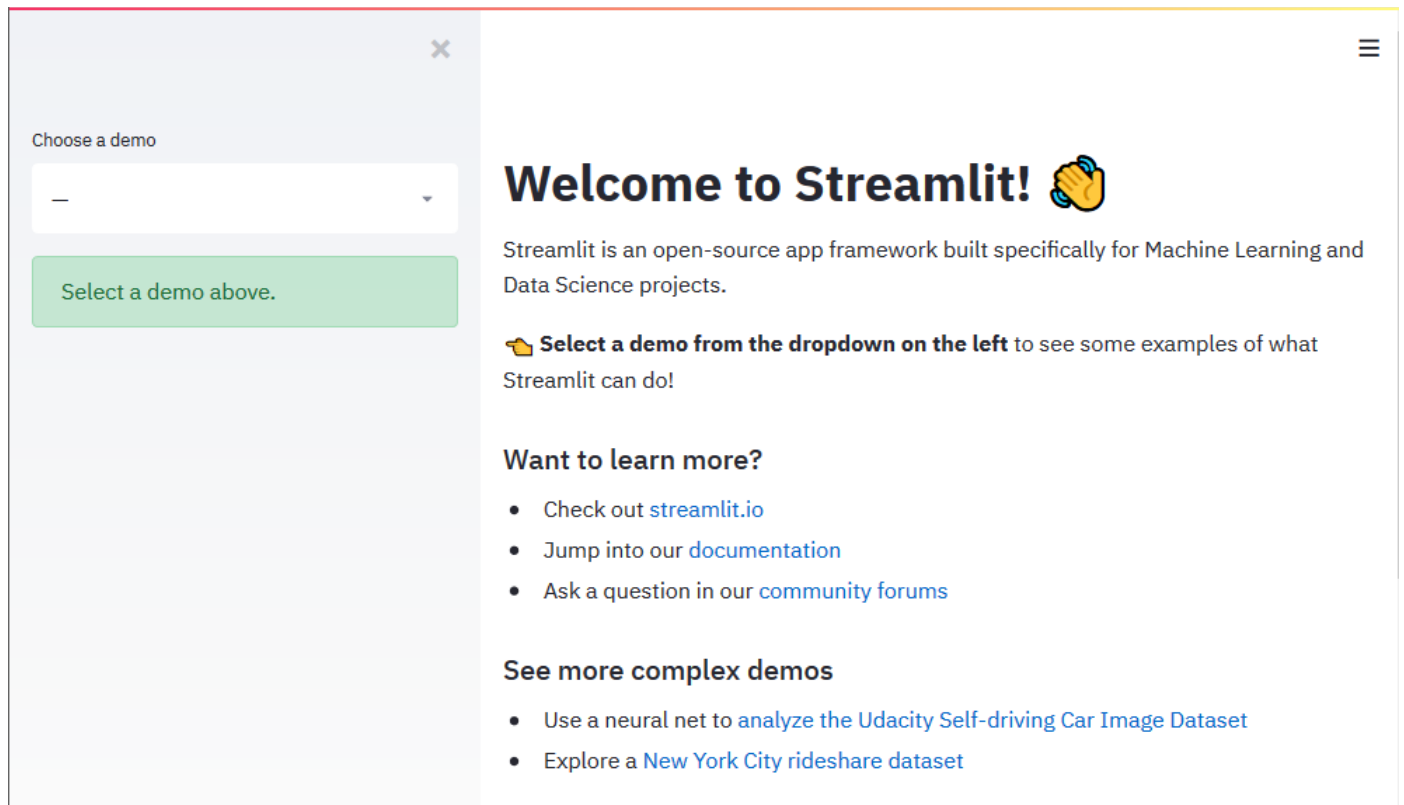 Choose a demo
—
Select a demo above.
Welcome to Streamlit! 👋
Streamlit is an open-source app framework built specifically for Machine Learning and
Data Science projects.
👈 Select a demo from the dropdown on the left to see some examples of what
Streamlit can do!
Want to learn more?
• Check out streamlit.io
• Jump into our documentation
• Ask a question in our community forums
See more complex demos
• Use a neural net to analyze the Udacity Self-driving Car Image Dataset
• Explore a New York City rideshare dataset